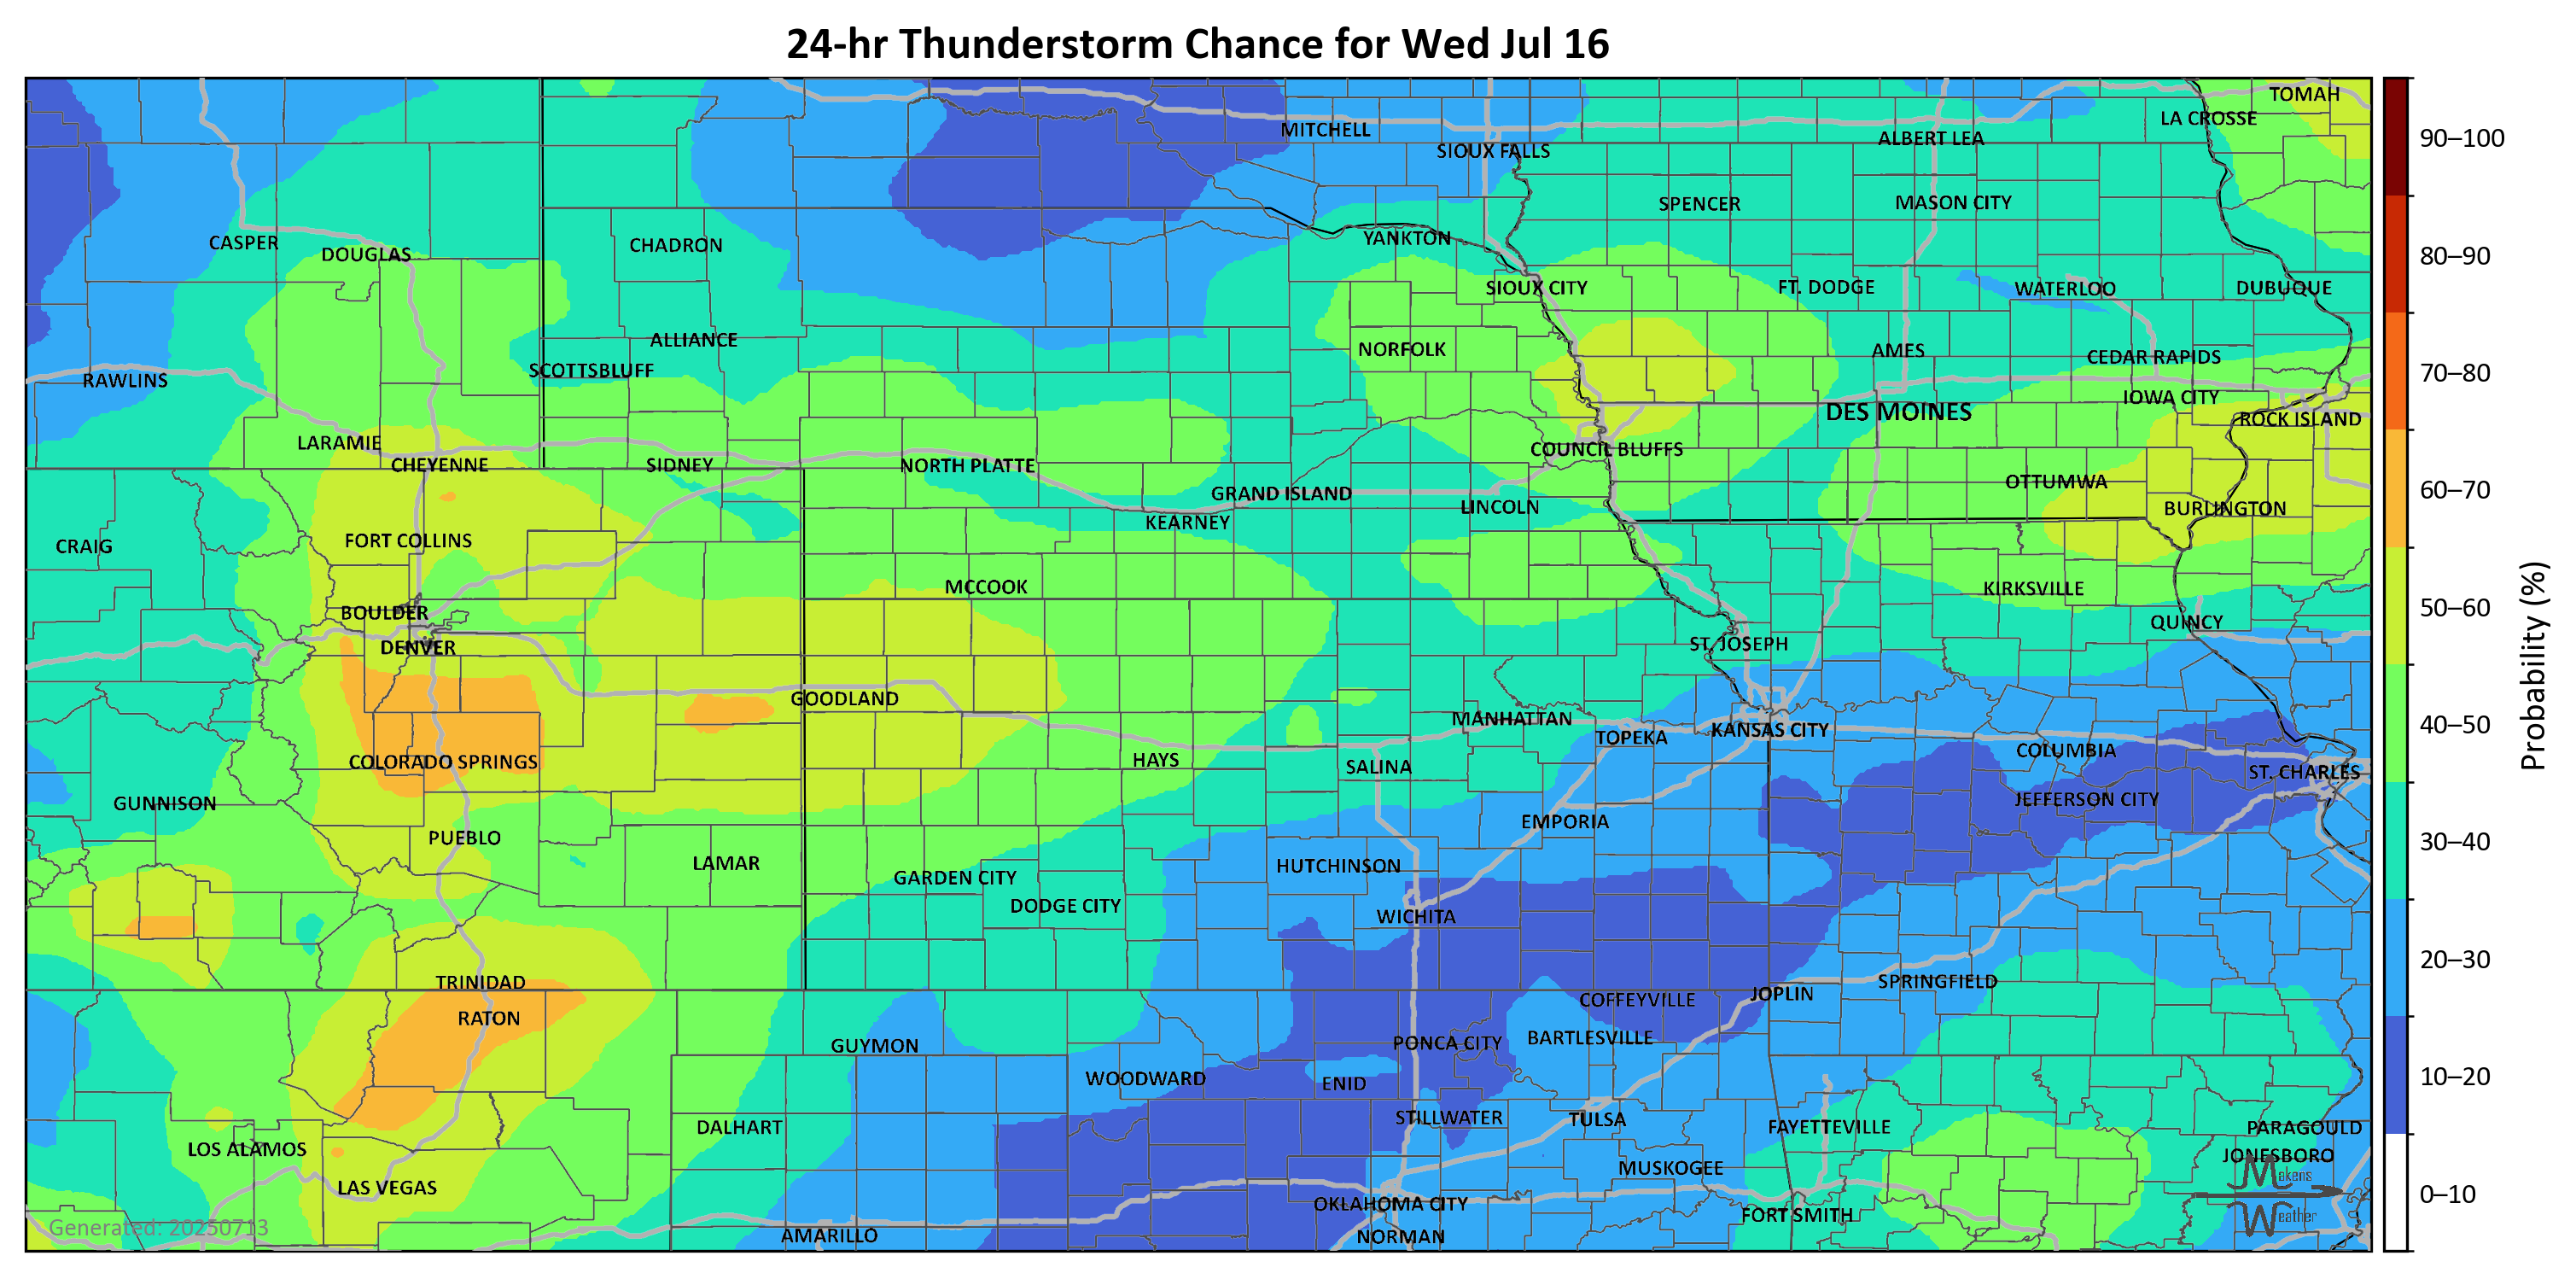 24-hr Thunderstorm Chance for Wed Jul 16
TOMAH
LA CROSSE
MITCHELL
ALBERT LEA
90–100
SIOUX FALLS
SPENCER
MASON CITY
YANKTON
CASPER
CHADRON
DOUGLAS
80–90
SIOUX CITY
FT. DODGE
WATERLOO
DUBUQUE
ALLIANCE
NORFOLK
AMES
CEDAR RAPIDS
SCOTTSBLUFF
70–80
RAWLINS
IOWA CITY
DES MOINES
ROCK ISLAND
LARAMIE
COUNCIL BLUFFS
CHEYENNE
SIDNEY
NORTH PLATTE
OTTUMWA
60–70
GRAND ISLAND
LINCOLN
BURLINGTON
KEARNEY
FORT COLLINS
CRAIG
MCCOOK
KIRKSVILLE
50–60
BOULDER
QUINCY
DENVER
ST. JOSEPH
Probability (%)
GOODLAND
MANHATTAN
40–50
KANSAS CITY
TOPEKA
COLUMBIA
COLORADO SPRINGS
HAYS
SALINA
ST. CHARLES
JEFFERSON CITY
GUNNISON
EMPORIA
PUEBLO
30–40
LAMAR
HUTCHINSON
GARDEN CITY
DODGE CITY
WICHITA
20–30
TRINIDAD
SPRINGFIELD
JOPLIN
COFFEYVILLE
RATON
BARTLESVILLE
PONCA CITY
GUYMON
WOODWARD
ENID
10–20
STILLWATER
TULSA
DALHART
FAYETTEVILLE
PARAGOULD
LOS ALAMOS
JONESBORO
MUSKOGEE
Makens
LAS VEGAS
0–10
OKLAHOMA CITY
FORT SMITH
Weather
Generated: 20250713
AMARILLO
NORMAN